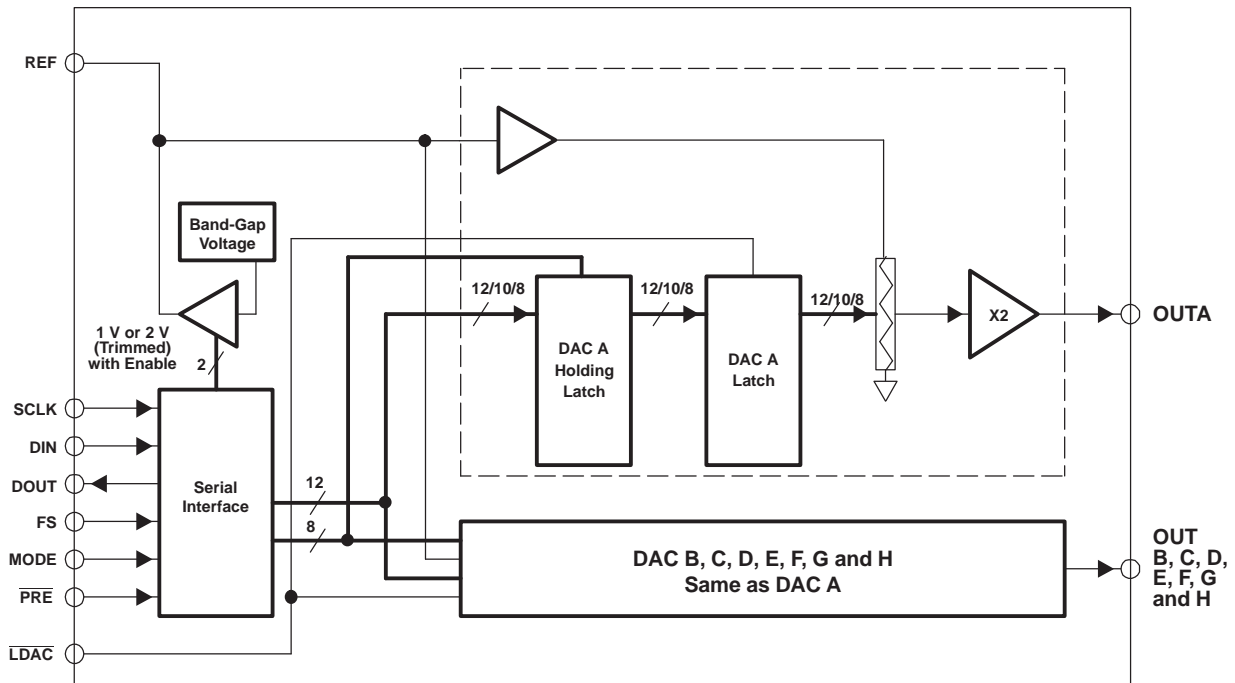 REF
Band-Gap
Voltage
1 V or 2 V
(Trimmed)
with Enable
2
SCLK
DIN
DOUT
FS
MODE
PRE
LDAC
Serial
Interface
12
8
12/10/8
DAC A
Holding
Latch
12/10/8
DAC A
Latch
12/10/8
X2
OUTA
DAC B, C, D, E, F, G and H
Same as DAC A
OUT
B, C, D,
E, F, G
and H